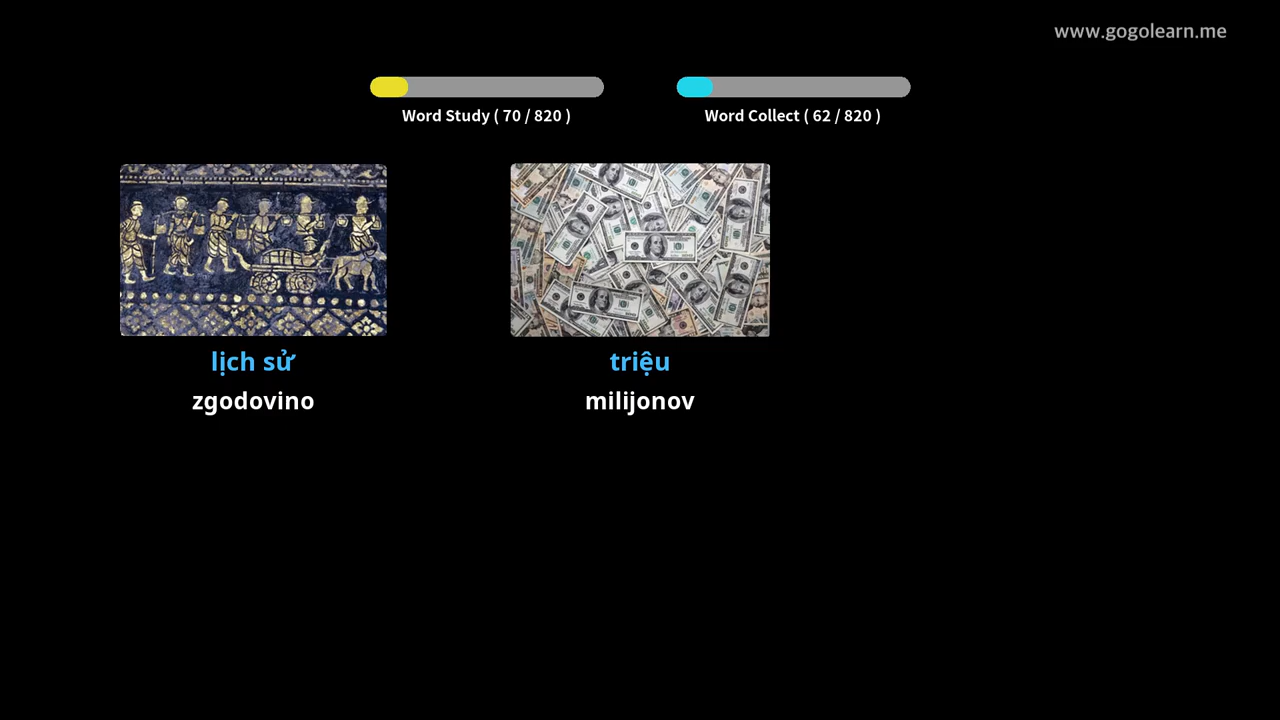 www.gogolearn.me
Word Study ( 70 / 820 )
Word Collect ( 62 / 820 )
lịch sử
triệu
zgodovino
milijonov